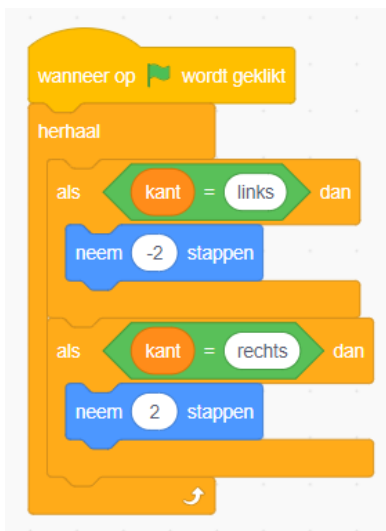 wanneer op wordt geklikt
herhaal
als kant = links dan
neem -2 stappen
als kant = rechts dan
neem 2 stappen